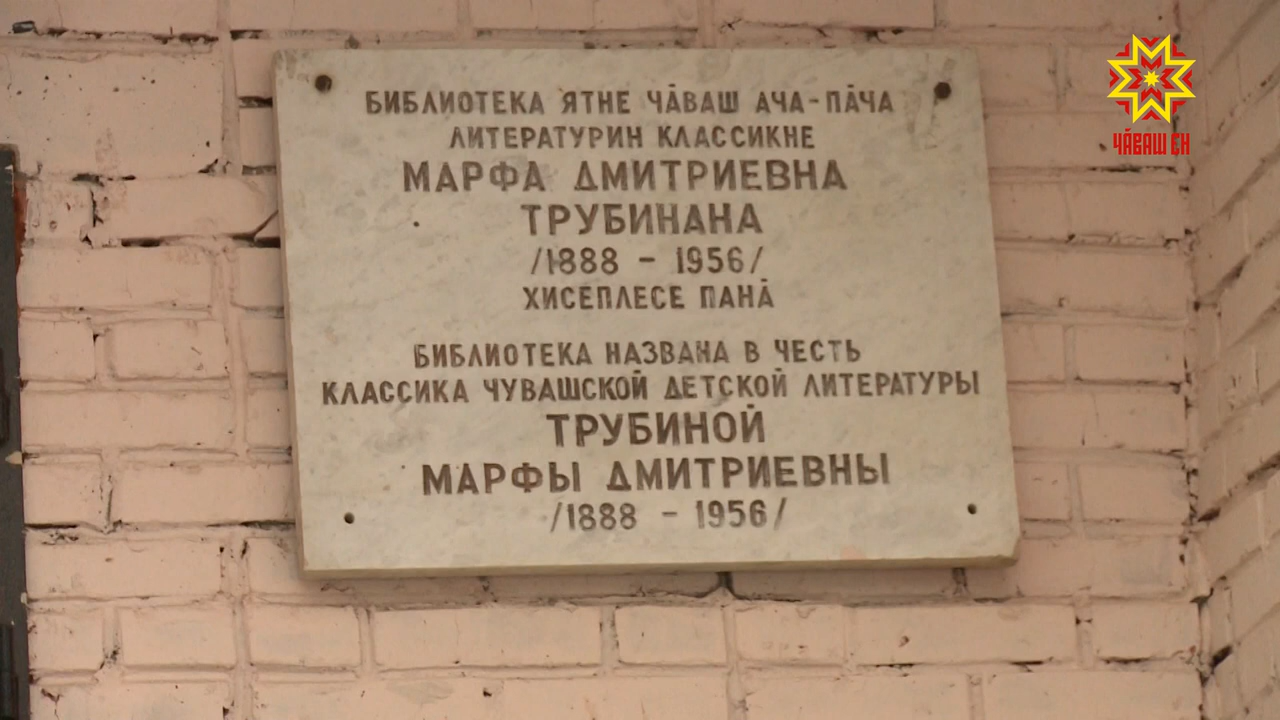 БИБЛИОТЕКА ЯТНЕ ЧӐВАШ АЧА-ПӐЧА
ЛИТЕРАТУРИН КЛАССИКНЕ
МАРФА ДМИТРИЕВНА
ТРУБИНАНА
/1888 - 1956/
ХИСЕПЛЕСЕ ПАНӐ
БИБЛИОТЕКА НАЗВАНА В ЧЕСТЬ
КЛАССИКА ЧУВАШСКОЙ ДЕТСКОЙ ЛИТЕРАТУРЫ
ТРУБИНОЙ
МАРФЫ ДМИТРИЕВНЫ
/1888 - 1956/
ЧӐВАШ ЕН